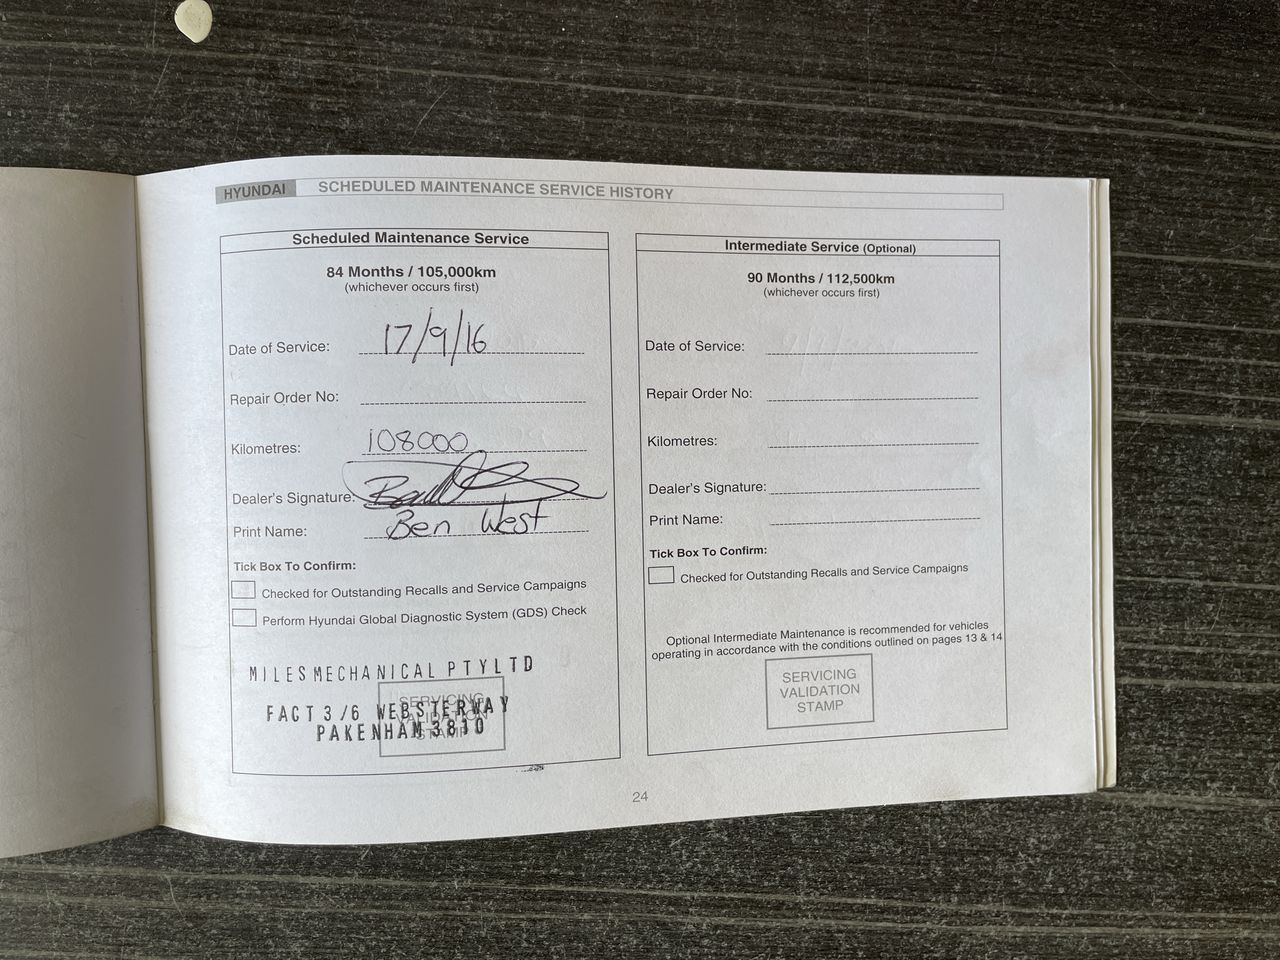 HYUNDAI SCHEDULED MAINTENANCE SERVICE HISTORY
Scheduled Maintenance Service
84 Months / 105,000km
(whichever occurs first)
Date of Service: 17/9/16
Repair Order No:
Kilometres: 108000
Dealer's Signature:
Print Name: Ben West
Tick Box To Confirm:
Checked for Outstanding Recalls and Service Campaigns
Perform Hyundai Global Diagnostic System (GDS) Check
MILES MECHANICAL PTY LTD
FACT 3/6 WEBSTERWAY
PAKENHAM 3810
SERVICING
VALIDATION
STAMP
Intermediate Service (Optional)
90 Months / 112,500km
(whichever occurs first)
Date of Service:
Repair Order No:
Kilometres:
Dealer's Signature:
Print Name:
Tick Box To Confirm:
Checked for Outstanding Recalls and Service Campaigns
Optional Intermediate Maintenance is recommended for vehicles
operating in accordance with the conditions outlined on pages 13 & 14
SERVICING
VALIDATION
STAMP
24